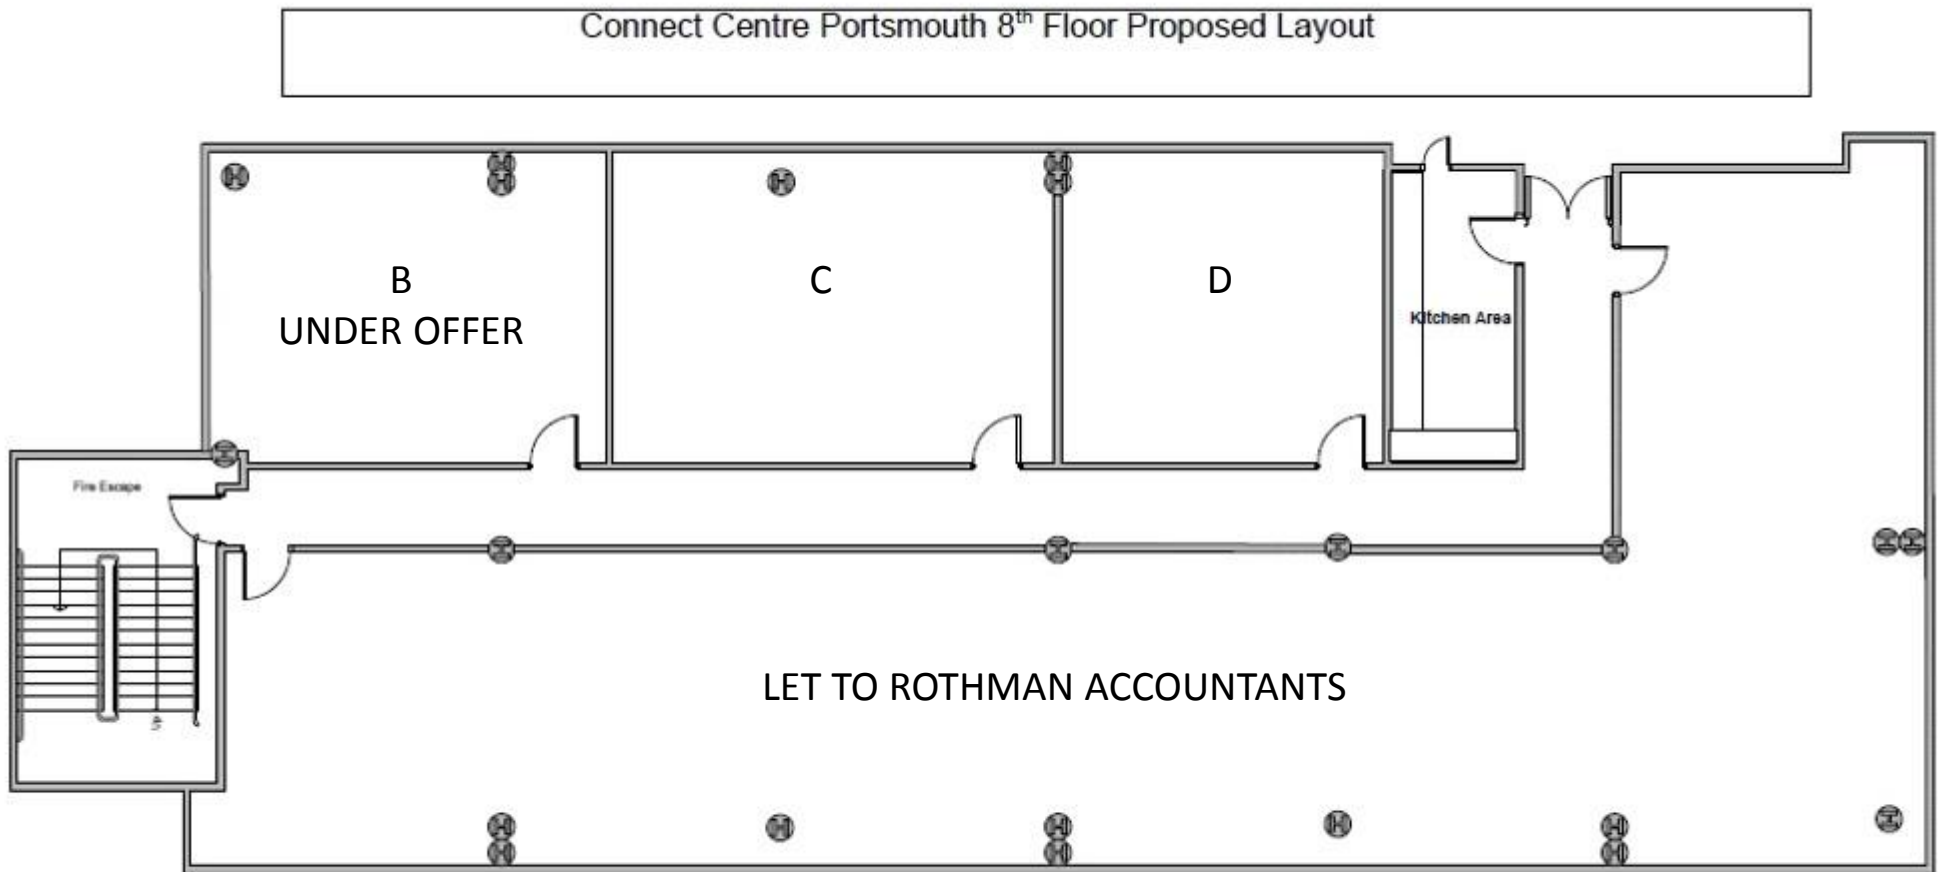 Connect Centre Portsmouth 8th Floor Proposed Layout
B
UNDER OFFER
C
D
Kitchen Area
Fire Escape
LET TO ROTHMAN ACCOUNTANTS